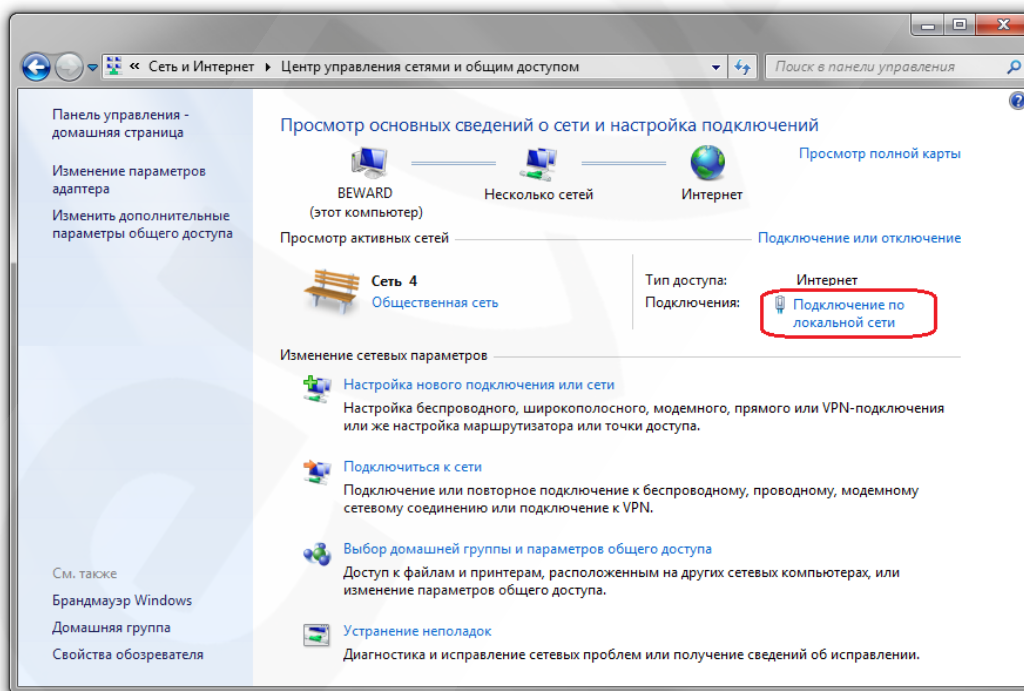 « Сеть и Интернет ▸ Центр управления сетями и общим доступом
Поиск в панели управления
Панель управления -
домашняя страница
Изменение параметров
адаптера
Изменить дополнительные
параметры общего доступа
См. также
Брандмауэр Windows
Домашняя группа
Свойства обозревателя
Просмотр основных сведений о сети и настройка подключений
Просмотр полной карты
BEWARD
(этот компьютер)
Несколько сетей
Интернет
Просмотр активных сетей
Подключение или отключение
Сеть 4
Общественная сеть
Тип доступа: Интернет
Подключения: Подключение по
локальной сети
Изменение сетевых параметров
Настройка нового подключения или сети
Настройка беспроводного, широкополосного, модемного, прямого или VPN-подключения
или же настройка маршрутизатора или точки доступа.
Подключиться к сети
Подключение или повторное подключение к беспроводному, проводному, модемному
сетевому соединению или подключение к VPN.
Выбор домашней группы и параметров общего доступа
Доступ к файлам и принтерам, расположенным на других сетевых компьютерах, или
изменение параметров общего доступа.
Устранение неполадок
Диагностика и исправление сетевых проблем или получение сведений об исправлении.